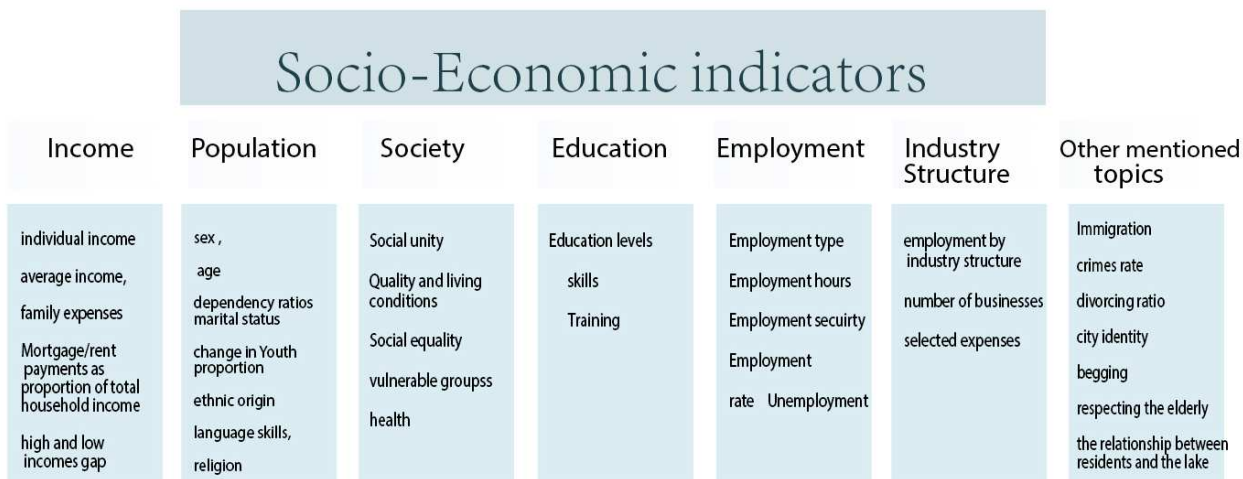 Socio-Economic indicators
Income
individual income
average income,
family expenses
Mortgage/rent
payments as
proportion of total
household income
high and low
incomes gap
Population
sex ,
age
dependency ratios
marital status
change in Youth
proportion
ethnic origin
language skills,
religion
Society
Social unity
Quality and living
conditions
Social equality
vulnerable groupss
health
Education
Education levels
skills
Training
Employment
Employment type
Employment hours
Employment secuirty
Employment
rate Unemployment
Industry
Structure
employment by
industry structure
number of businesses
selected expenses
Other mentioned
topics
Immigration
crimes rate
divorcing ratio
city identity
begging
respecting the elderly
the relationship between
residents and the lake